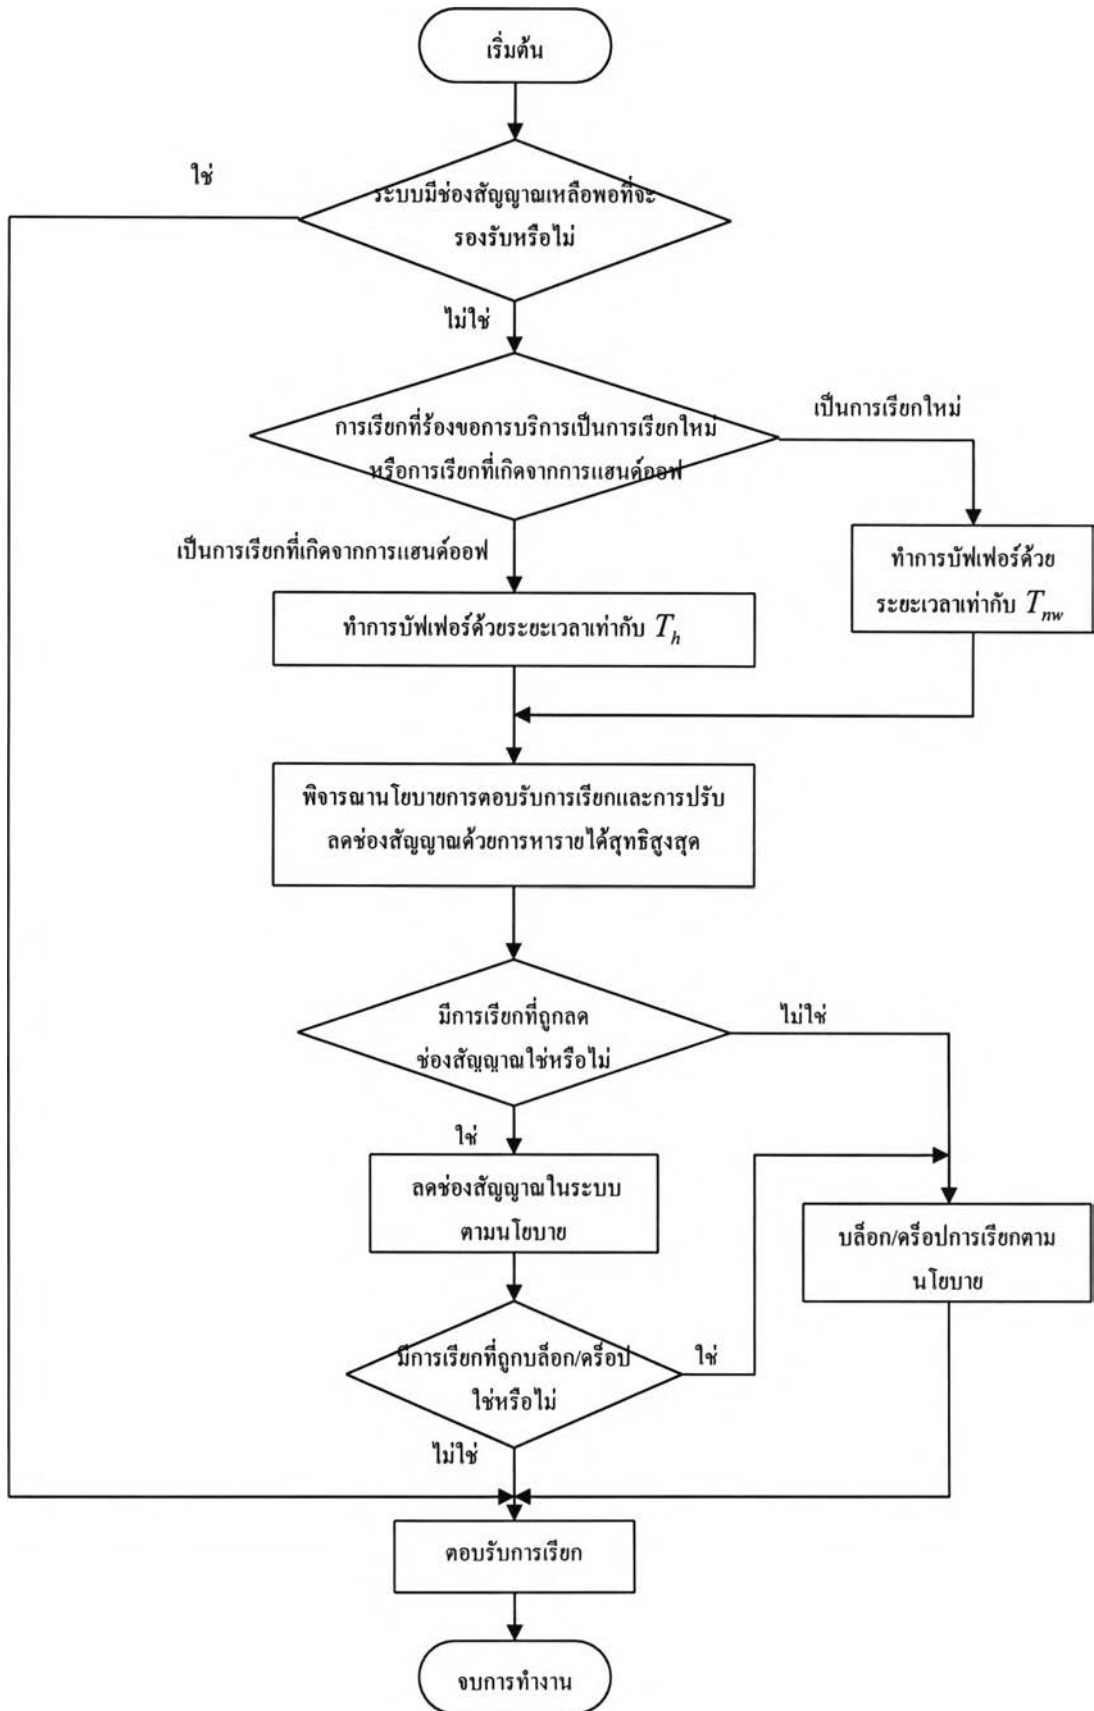 เริ่มต้น
ใช่
ระบบมีช่องสัญญาณเหลือพอที่จะ
รองรับหรือไม่
ไม่ใช่
การเรียกที่ร้องขอการบริการเป็นการเรียกใหม่
หรือการเรียกที่เกิดจากการแฮนด์ออฟ
เป็นการเรียกใหม่
เป็นการเรียกที่เกิดจากการแฮนด์ออฟ
ทำการบัฟเฟอร์ด้วย
ระยะเวลาเท่ากับ T_{nw}
ทำการบัฟเฟอร์ด้วยระยะเวลาเท่ากับ T_h
พิจารณานโยบายการตอบรับการเรียกและการปรับ
ลดช่องสัญญาณด้วยการหารายได้สุทธิสูงสุด
มีการเรียกที่ถูกลด
ช่องสัญญาณใช่หรือไม่
ไม่ใช่
ใช่
ลดช่องสัญญาณในระบบ
ตามนโยบาย
บล็อก/ดร็อปการเรียกตาม
นโยบาย
มีการเรียกที่ถูกบล็อก/ดร็อป
ใช่หรือไม่
ใช่
ไม่ใช่
ตอบรับการเรียก
จบการทำงาน